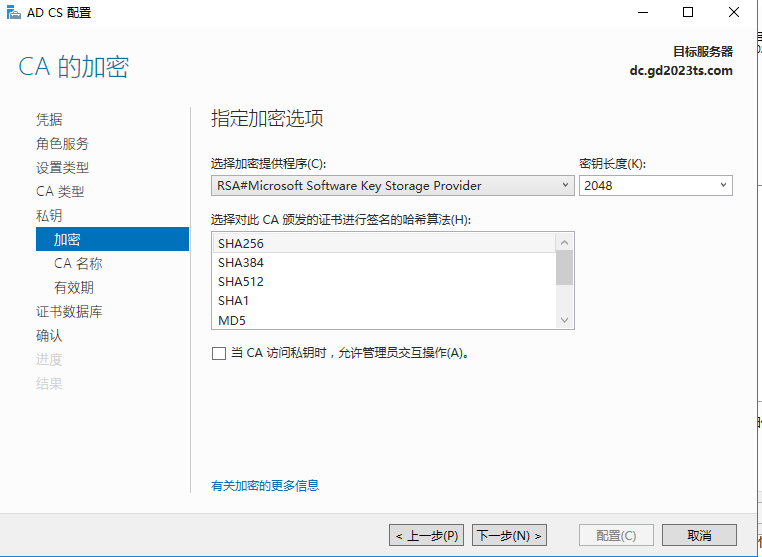 AD CS 配置
CA 的加密
目标服务器
dc.gd2023ts.com
凭据
角色服务
设置类型
CA 类型
私钥
加密
CA 名称
有效期
证书数据库
确认
进度
结果
指定加密选项
选择加密提供程序(C):
密钥长度(K):
RSA#Microsoft Software Key Storage Provider
2048
选择对此 CA 颁发的证书进行签名的哈希算法(H):
SHA256
SHA384
SHA512
SHA1
MD5
当 CA 访问私钥时，允许管理员交互操作(A)。
有关加密的更多信息
< 上一步(P)
下一步(N) >
配置(C)
取消